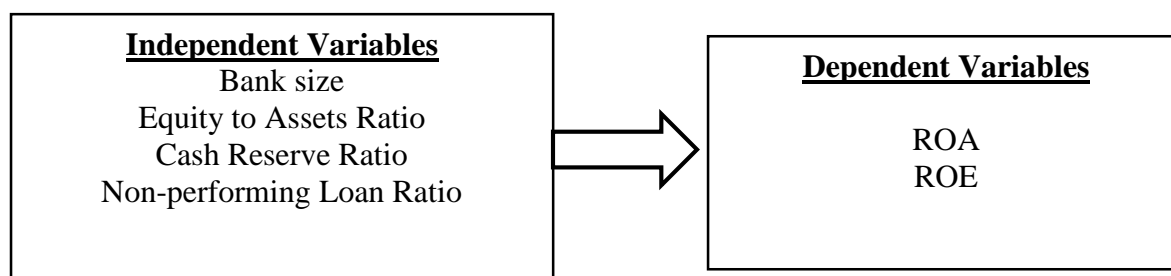 Independent Variables
Bank size
Equity to Assets Ratio
Cash Reserve Ratio
Non-performing Loan Ratio
Dependent Variables
ROA
ROE